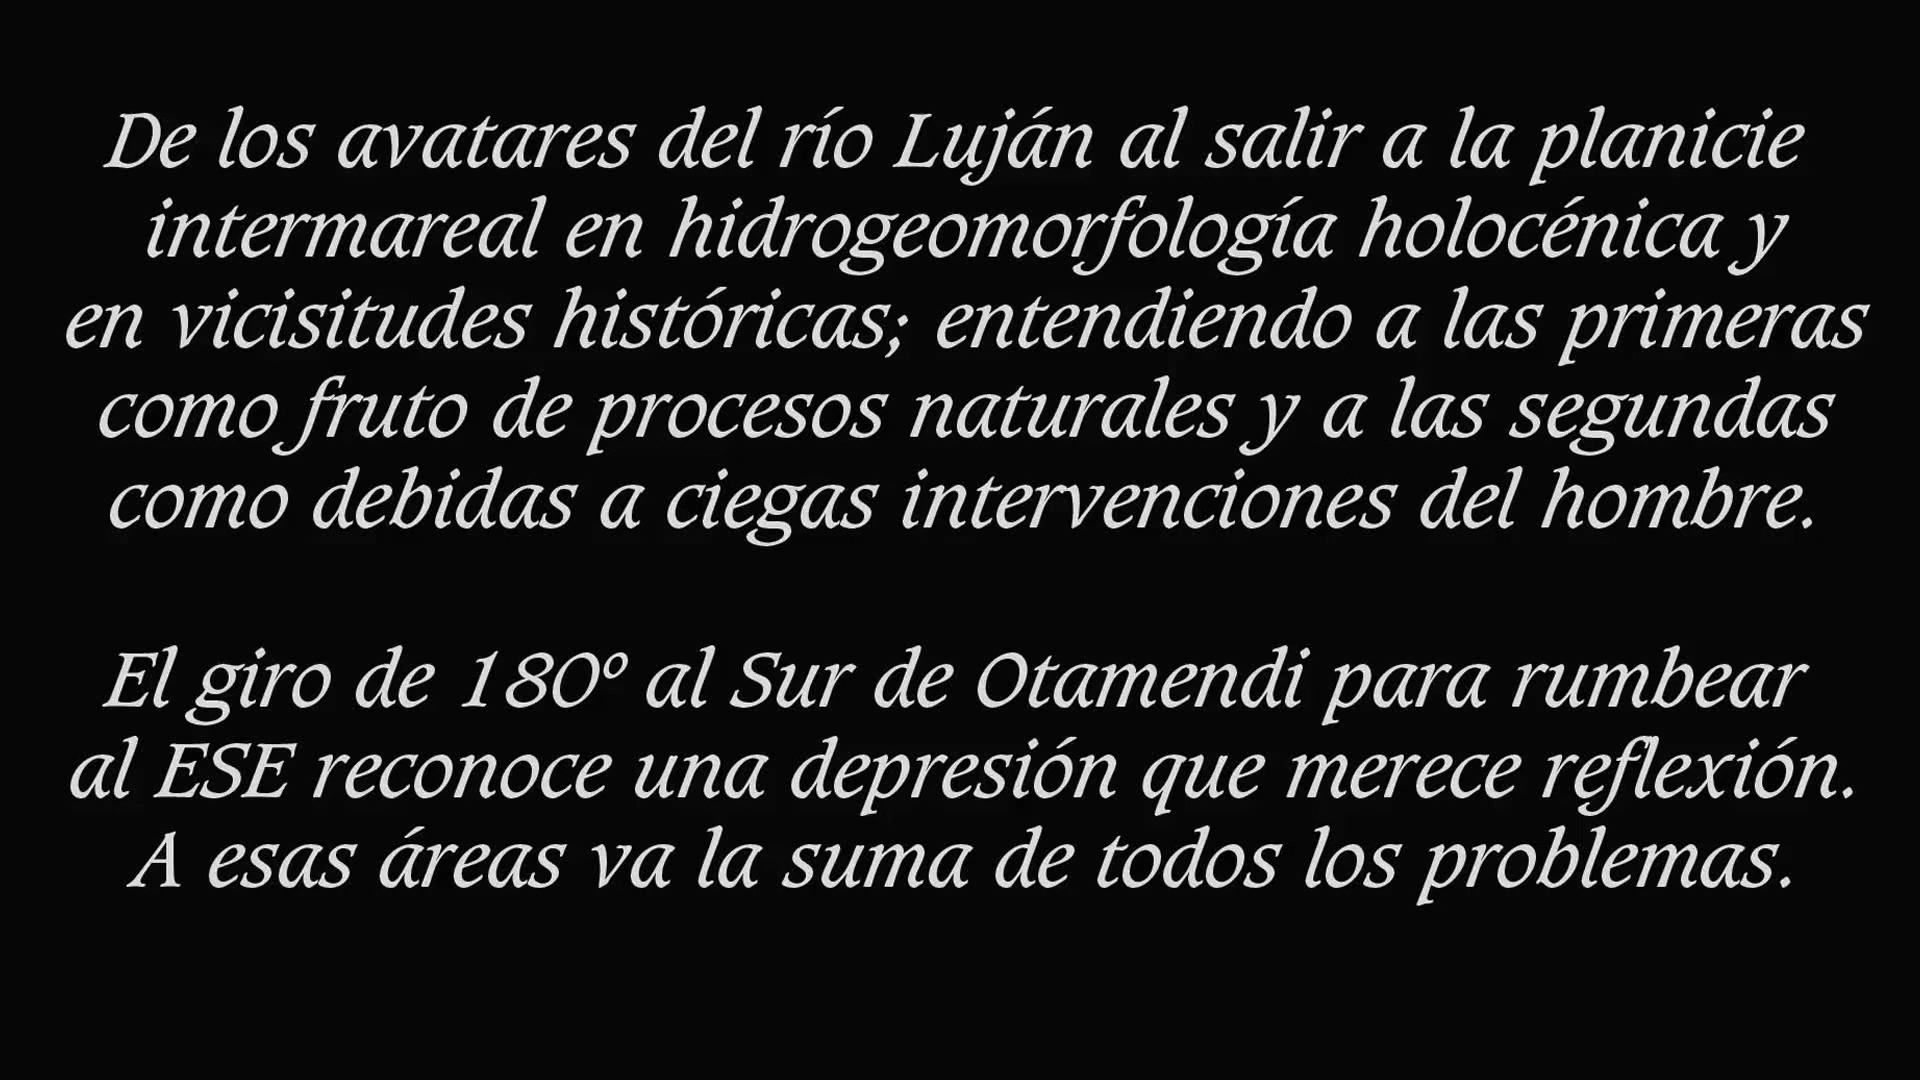 De los avatares del río Luján al salir a la planicie
intermareal en hidrogeomorfología holocénica y
en vicisitudes históricas; entendiendo a las primeras
como fruto de procesos naturales y a las segundas
como debidas a ciegas intervenciones del hombre.
El giro de 180º al Sur de Otamendi para rumbear
al ESE reconoce una depresión que merece reflexión.
A esas áreas va la suma de todos los problemas.